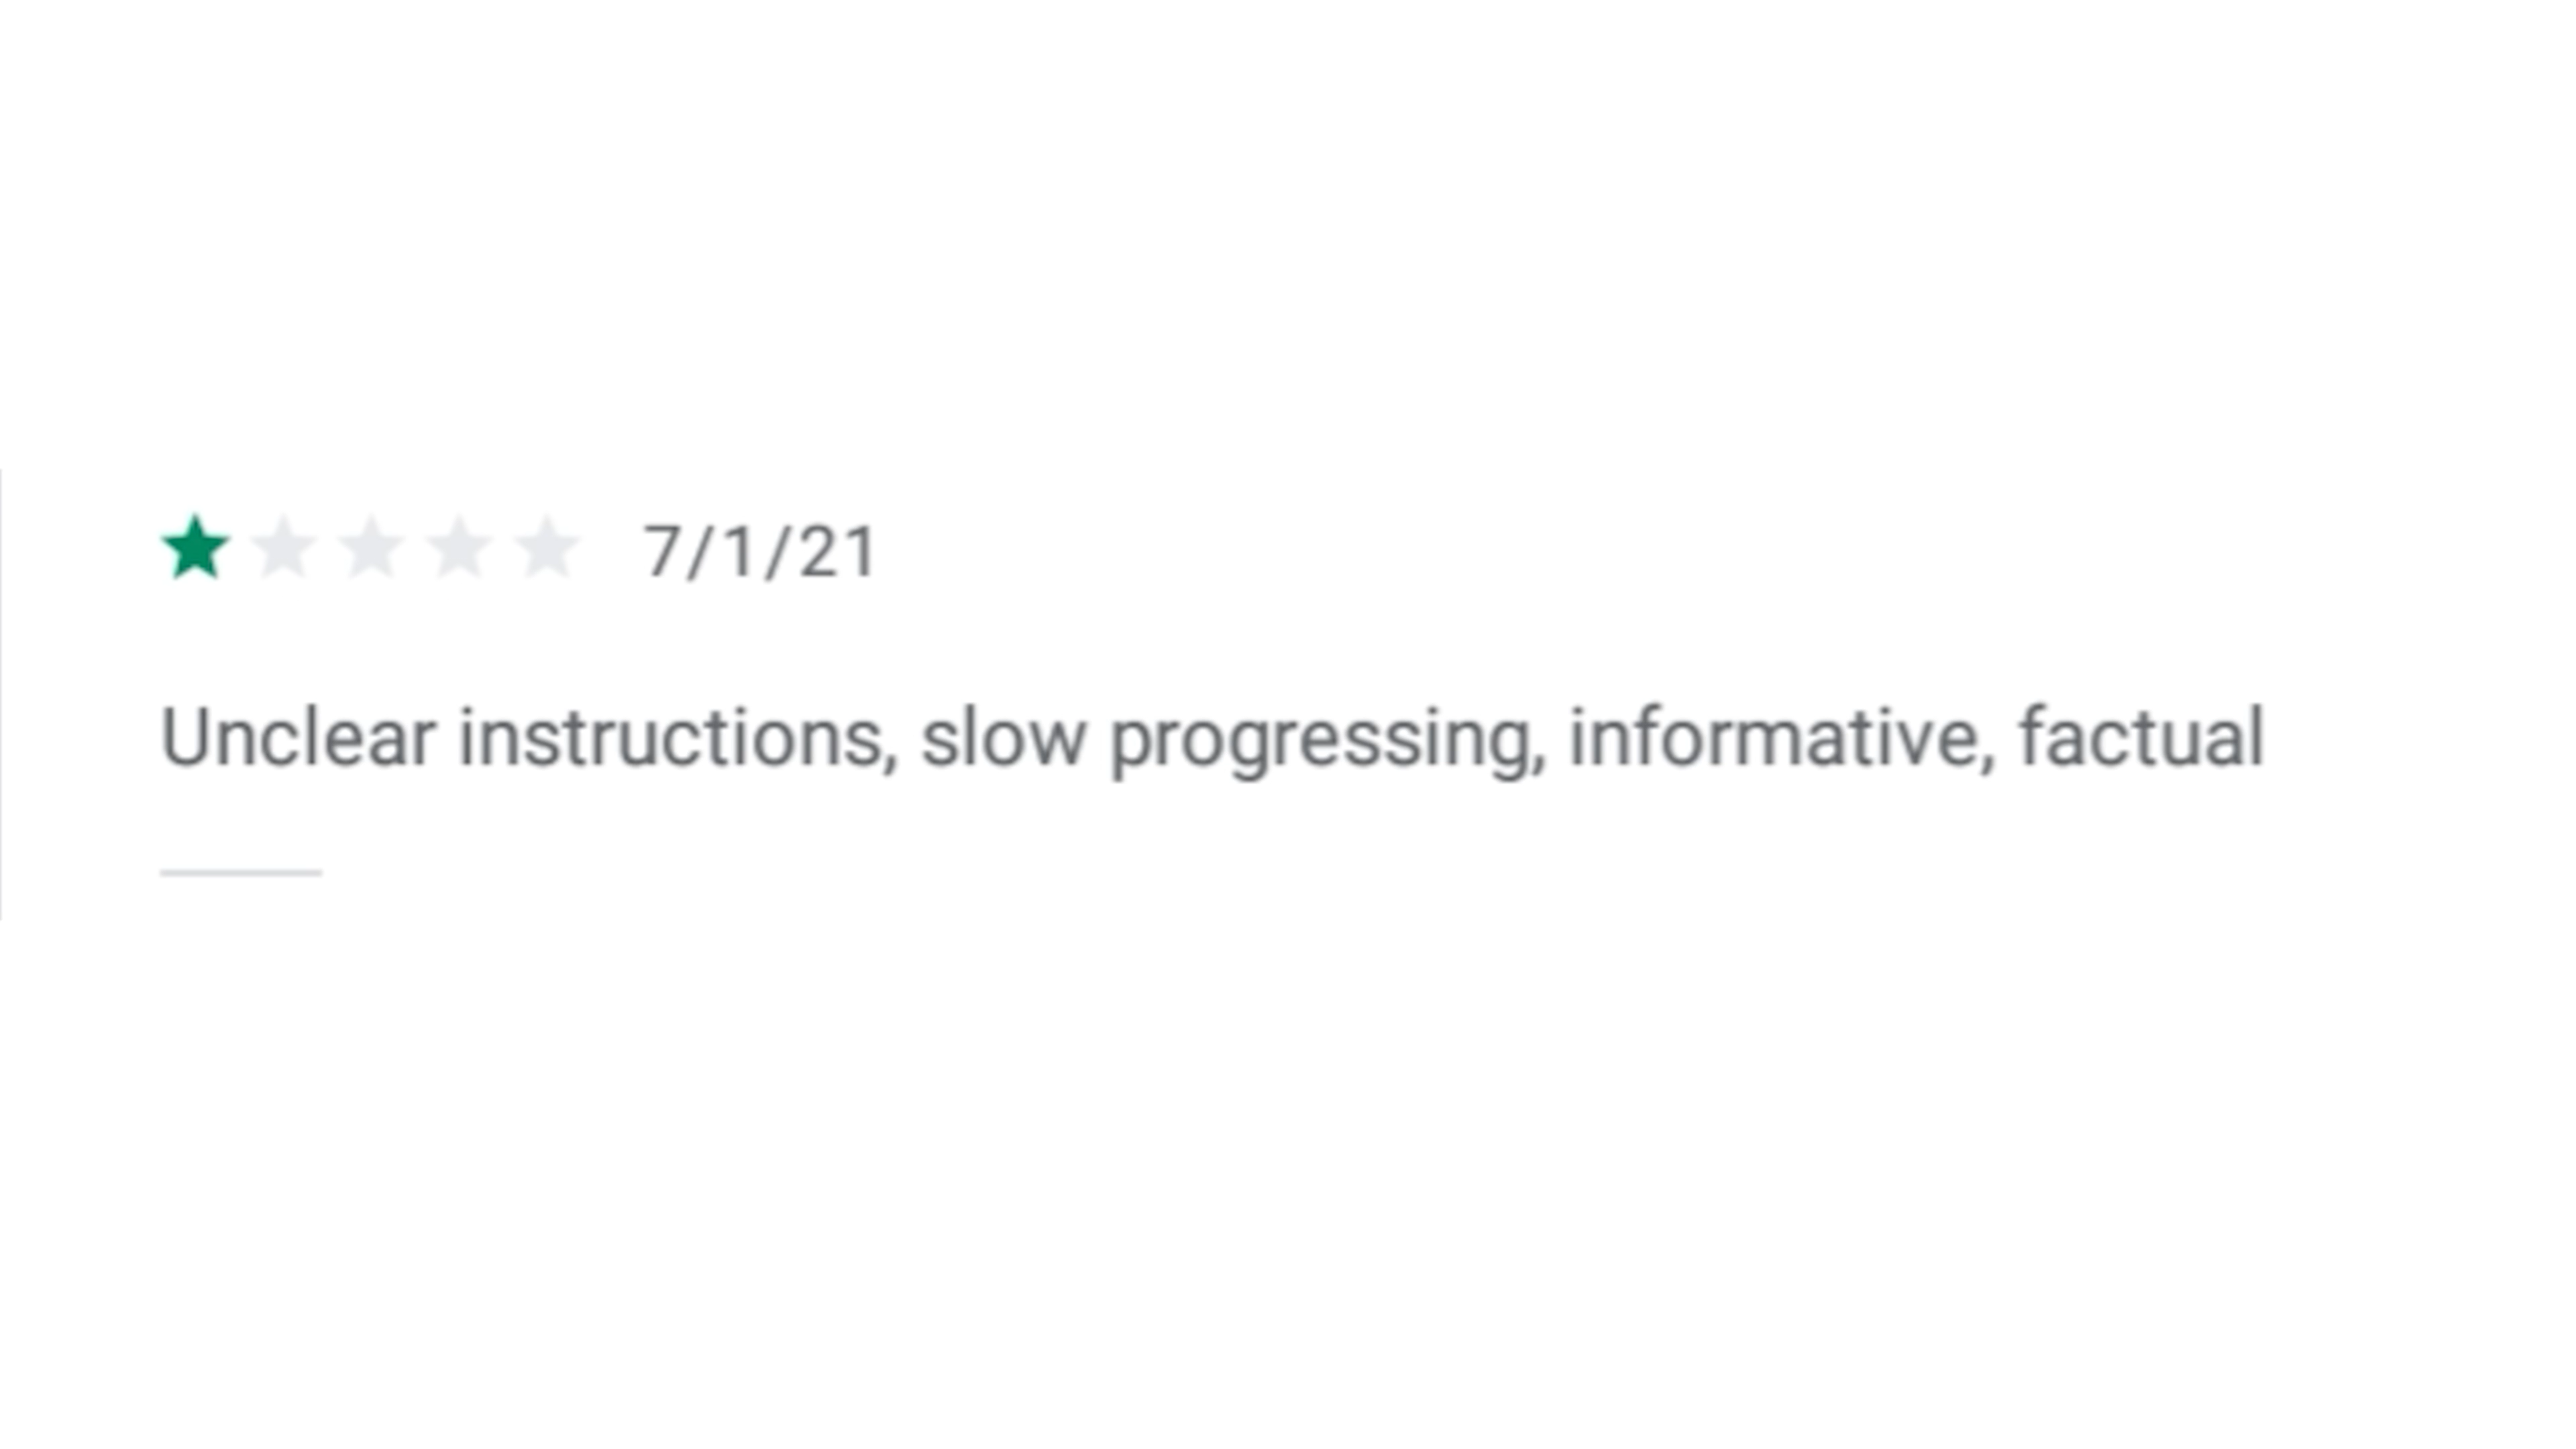 7/1/21
Unclear instructions, slow progressing, informative, factual